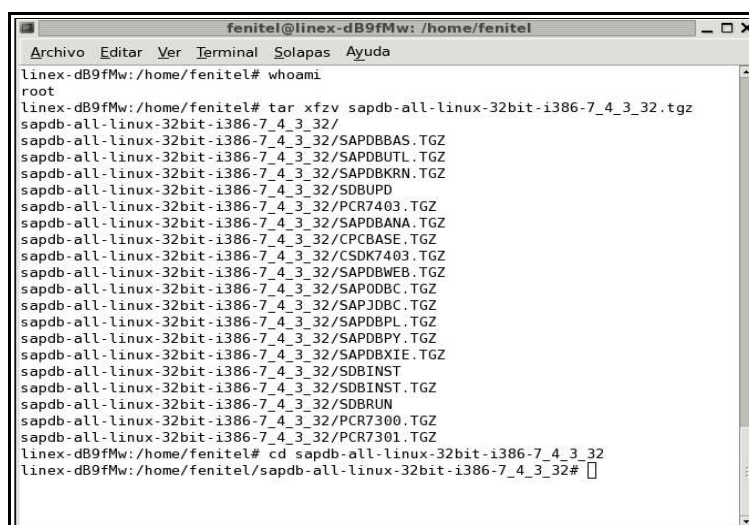 fenitel@linex-dB9fMw: /home/fenitel
Archivo Editar Ver Terminal Solapas Ayuda
linex-dB9fMw:/home/fenitel# whoami
root
linex-dB9fMw:/home/fenitel# tar xfzv sapdb-all-linux-32bit-i386-7_4_3_32.tgz
sapdb-all-linux-32bit-i386-7_4_3_32/
sapdb-all-linux-32bit-i386-7_4_3_32/SAPDBBAS.TGZ
sapdb-all-linux-32bit-i386-7_4_3_32/SAPDBUTL.TGZ
sapdb-all-linux-32bit-i386-7_4_3_32/SAPDBKRN.TGZ
sapdb-all-linux-32bit-i386-7_4_3_32/SDBUPD
sapdb-all-linux-32bit-i386-7_4_3_32/PCR7403.TGZ
sapdb-all-linux-32bit-i386-7_4_3_32/SAPDBANA.TGZ
sapdb-all-linux-32bit-i386-7_4_3_32/CPCBASE.TGZ
sapdb-all-linux-32bit-i386-7_4_3_32/CSDK7403.TGZ
sapdb-all-linux-32bit-i386-7_4_3_32/SAPDBWEB.TGZ
sapdb-all-linux-32bit-i386-7_4_3_32/SAPODBC.TGZ
sapdb-all-linux-32bit-i386-7_4_3_32/SAPJDBC.TGZ
sapdb-all-linux-32bit-i386-7_4_3_32/SAPDBPL.TGZ
sapdb-all-linux-32bit-i386-7_4_3_32/SAPDBPY.TGZ
sapdb-all-linux-32bit-i386-7_4_3_32/SAPDBXIE.TGZ
sapdb-all-linux-32bit-i386-7_4_3_32/SDBINST
sapdb-all-linux-32bit-i386-7_4_3_32/SDBINST.TGZ
sapdb-all-linux-32bit-i386-7_4_3_32/SDBRUN
sapdb-all-linux-32bit-i386-7_4_3_32/PCR7300.TGZ
sapdb-all-linux-32bit-i386-7_4_3_32/PCR7301.TGZ
linex-dB9fMw:/home/fenitel# cd sapdb-all-linux-32bit-i386-7_4_3_32
linex-dB9fMw:/home/fenitel/sapdb-all-linux-32bit-i386-7_4_3_32#